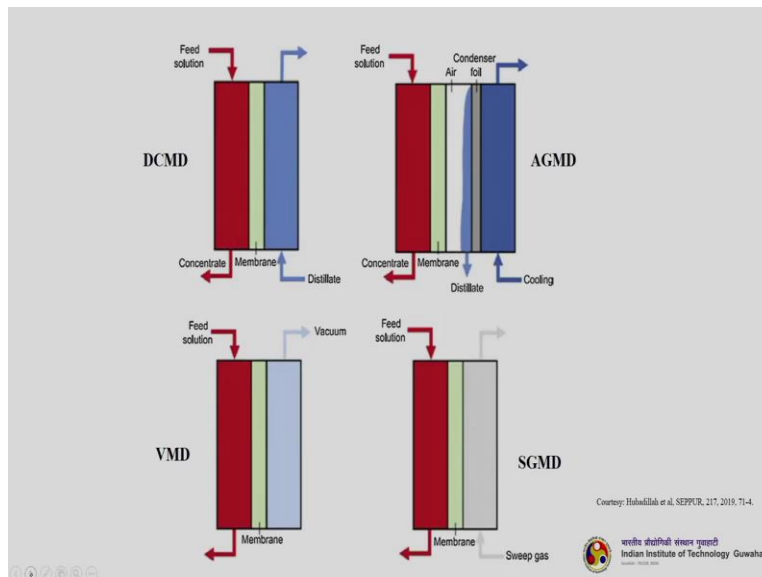 Feed
solution
DCMD
Concentrate
Membrane
Distillate
Feed
solution
Air
Condenser
foil
AGMD
Concentrate
Membrane
Distillate
Cooling
Feed
solution
Vacuum
VMD
Membrane
Feed
solution
SGMD
Membrane
Sweep gas
Courtesy: Hubadillah et al, SEPPUR, 217, 2019, 71-4.
भारतीय प्रौद्योगिकी संस्थान गुवाहाटी
Indian Institute of Technology Guwaha